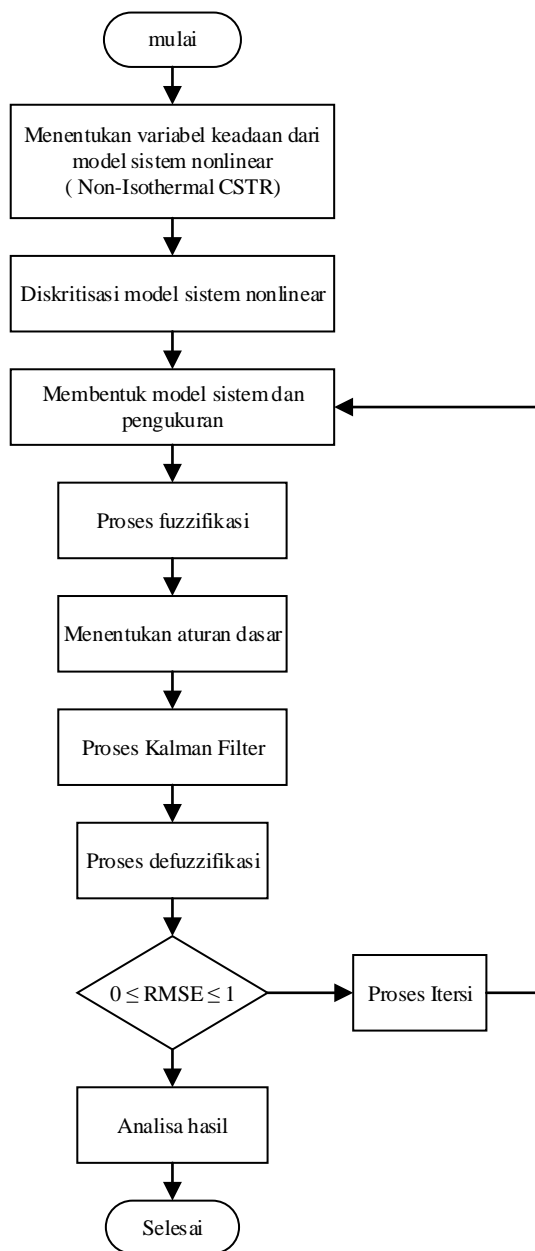 mulai
Menentukan variabel keadaan dari
model sistem nonlinear
( Non-Isothermal CSTR)
Diskritisasi model sistem nonlinear
Membentuk model sistem dan
pengukuran
Proses fuzzifikasi
Menentukan aturan dasar
Proses Kalman Filter
Proses defuzzifikasi
0 ≤ RMSE ≤ 1
Proses Itersi
Analisa hasil
Selesai